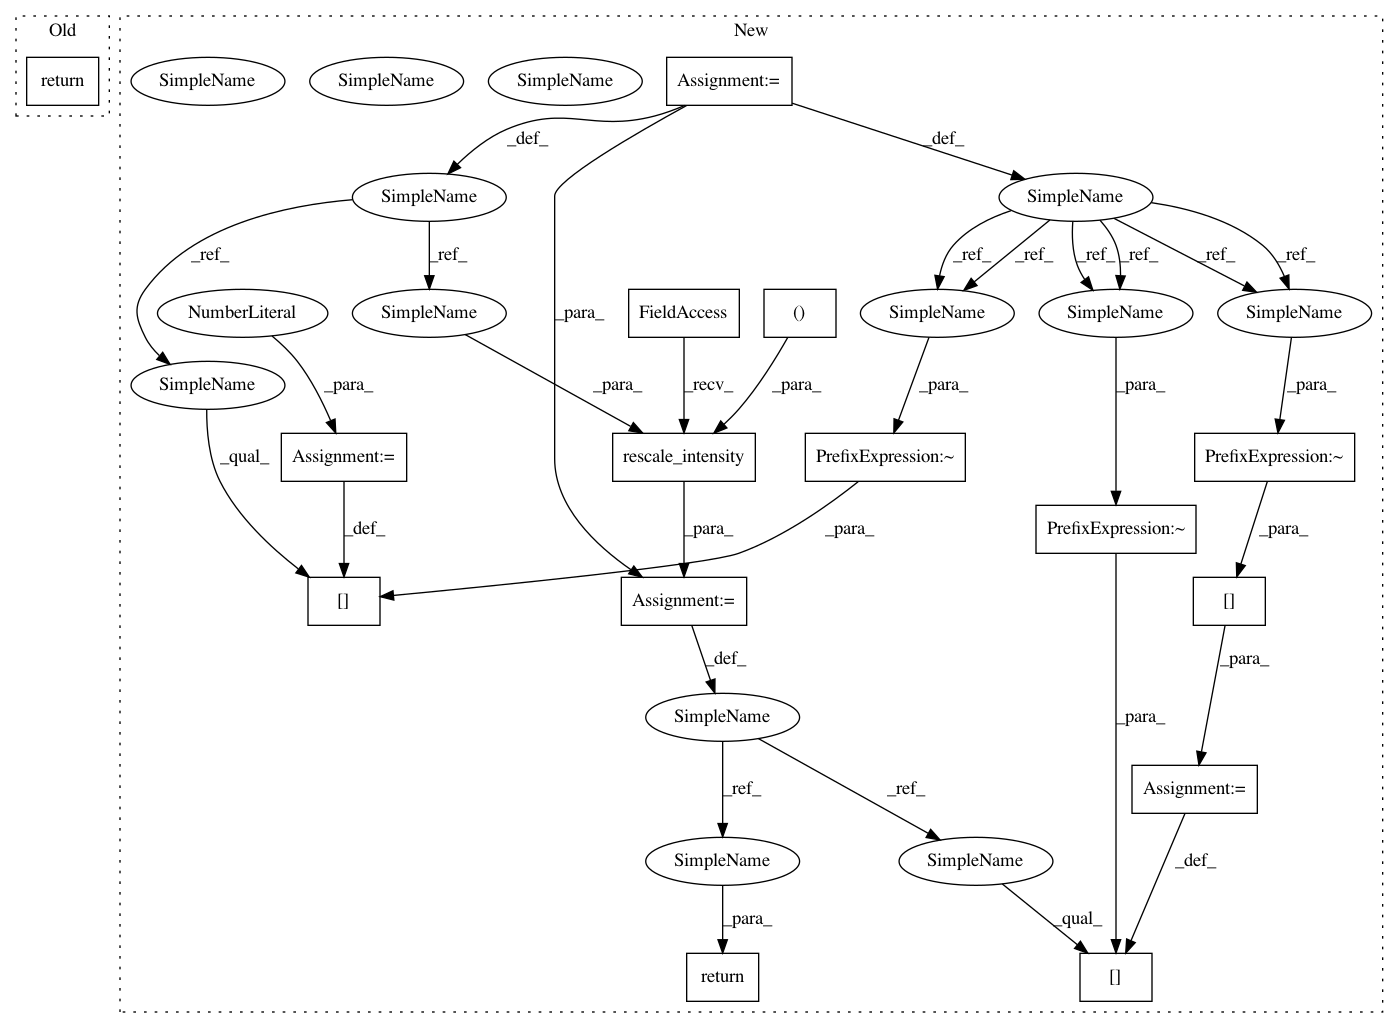 Old
New
return
SimpleName
SimpleName
SimpleName
Assignment:=
_def_
_def_
SimpleName
SimpleName
_ref_
_ref_
_ref_
_ref_
_ref_
_ref_
_ref_
_ref_
NumberLiteral
SimpleName
_para_
FieldAccess
()
SimpleName
SimpleName
SimpleName
SimpleName
_para_
_para_
_recv_
_para_
_para_
_para_
_para_
_qual_
Assignment:=
rescale_intensity
PrefixExpression:~
PrefixExpression:~
_def_
_para_
_para_
PrefixExpression:~
_para_
[]
Assignment:=
[]
_def_
_para_
SimpleName
_para_
_ref_
_ref_
Assignment:=
SimpleName
SimpleName
_def_
_para_
_qual_
return
[]